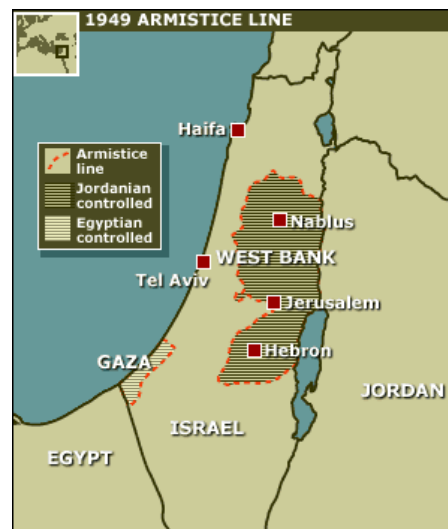 1949 ARMISTICE LINE
Haifa
Armistice
line
Jordanian
controlled
Egyptian
controlled
Nablus
WEST BANK
Tel Aviv
Jerusalem
Hebron
GAZA
JORDAN
ISRAEL
EGYPT